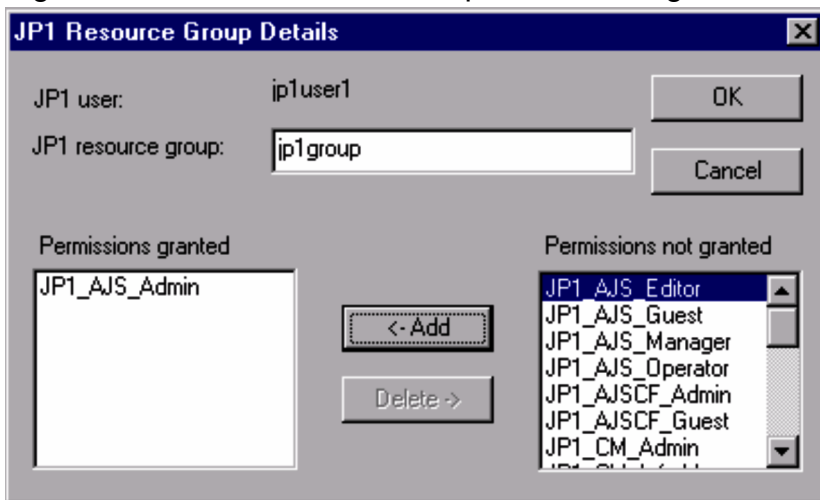 JP1 Resource Group Details
JP1 user:
jp1user1
OK
JP1 resource group:
jp1group
Cancel
Permissions granted
Permissions not granted
JP1_AJS_Admin
<- Add
Delete ->
JP1_AJS_Editor
JP1_AJS_Guest
JP1_AJS_Manager
JP1_AJS_Operator
JP1_AJSCF_Admin
JP1_AJSCF_Guest
JP1_CM_Admin